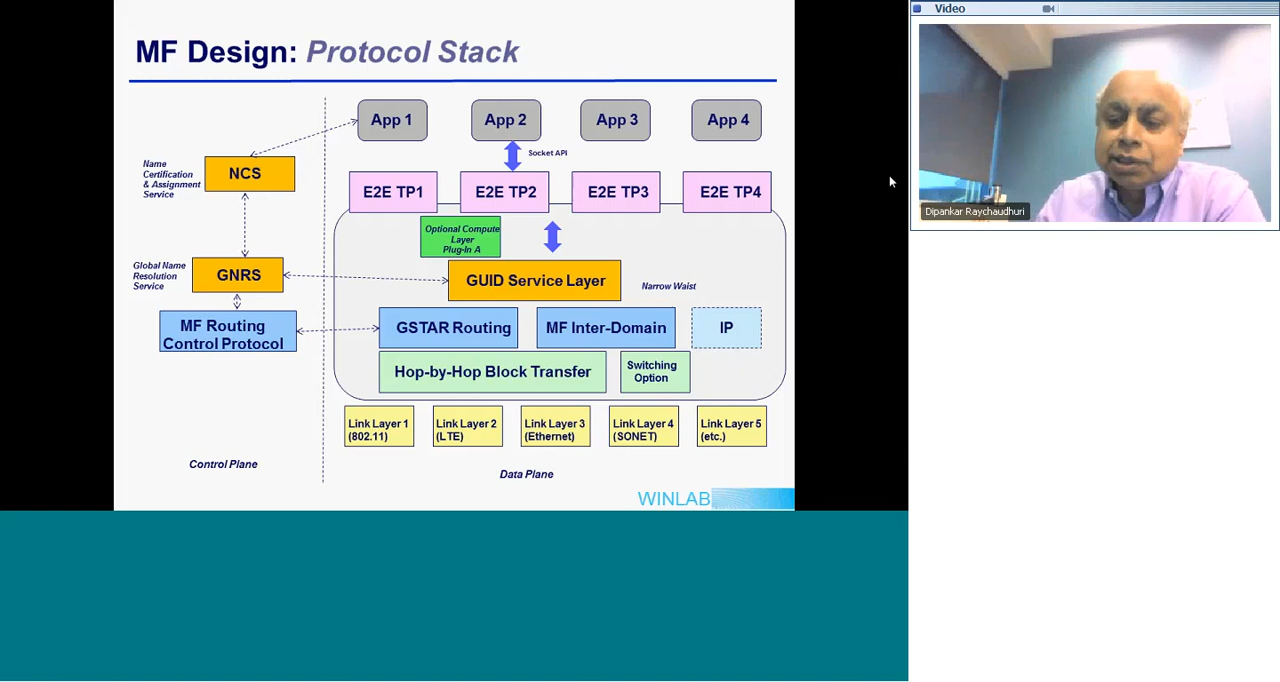 MF Design: Protocol Stack
App 1
App 2
App 3
App 4
Socket API
Name
Certification
& Assignment
Service
NCS
E2E TP1
E2E TP2
E2E TP3
E2E TP4
Optional Compute
Layer
Plug-In A
Global Name
Resolution
Service
GNRS
GUID Service Layer
Narrow Waist
MF Routing
Control Protocol
GSTAR Routing
MF Inter-Domain
IP
Hop-by-Hop Block Transfer
Switching
Option
Link Layer 1
(802.11)
Link Layer 2
(LTE)
Link Layer 3
(Ethernet)
Link Layer 4
(SONET)
Link Layer 5
(etc.)
Control Plane
Data Plane
WINLAB
Video
Dipankar Raychaudhuri